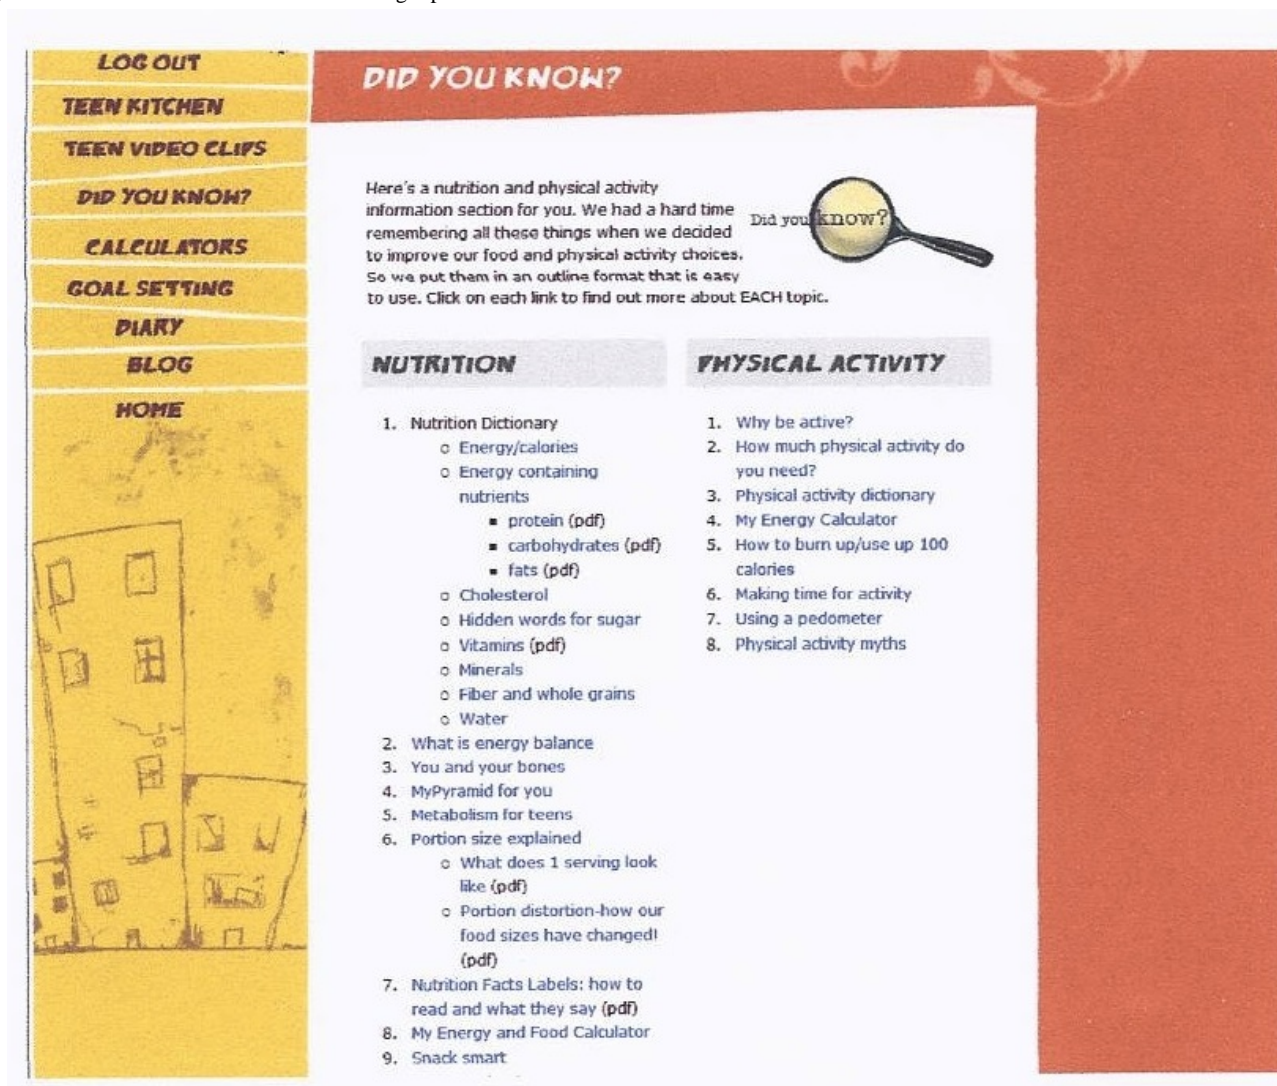 LOG OUT
TEEN KITCHEN
TEEN VIDEO CLIPS
DID YOU KNOW?
CALCULATORS
GOAL SETTING
DIARY
BLOG
HOME
DID YOU KNOW?
Here's a nutrition and physical activity
information section for you. We had a hard time
remembering all these things when we decided
to improve our food and physical activity choices.
So we put them in an outline format that is easy
to use. Click on each link to find out more about EACH topic.
Did you know?
NUTRITION
1. Nutrition Dictionary
o Energy/calories
o Energy containing
nutrients
▪ protein (pdf)
▪ carbohydrates (pdf)
▪ fats (pdf)
o Cholesterol
o Hidden words for sugar
o Vitamins (pdf)
o Minerals
o Fiber and whole grains
o Water
2. What is energy balance
3. You and your bones
4. MyPyramid for you
5. Metabolism for teens
6. Portion size explained
o What does 1 serving look
like (pdf)
o Portion distortion-how our
food sizes have changed!
(pdf)
7. Nutrition Facts Labels: how to
read and what they say (pdf)
8. My Energy and Food Calculator
9. Snack smart
PHYSICAL ACTIVITY
1. Why be active?
2. How much physical activity do
you need?
3. Physical activity dictionary
4. My Energy Calculator
5. How to burn up/use up 100
calories
6. Making time for activity
7. Using a pedometer
8. Physical activity myths